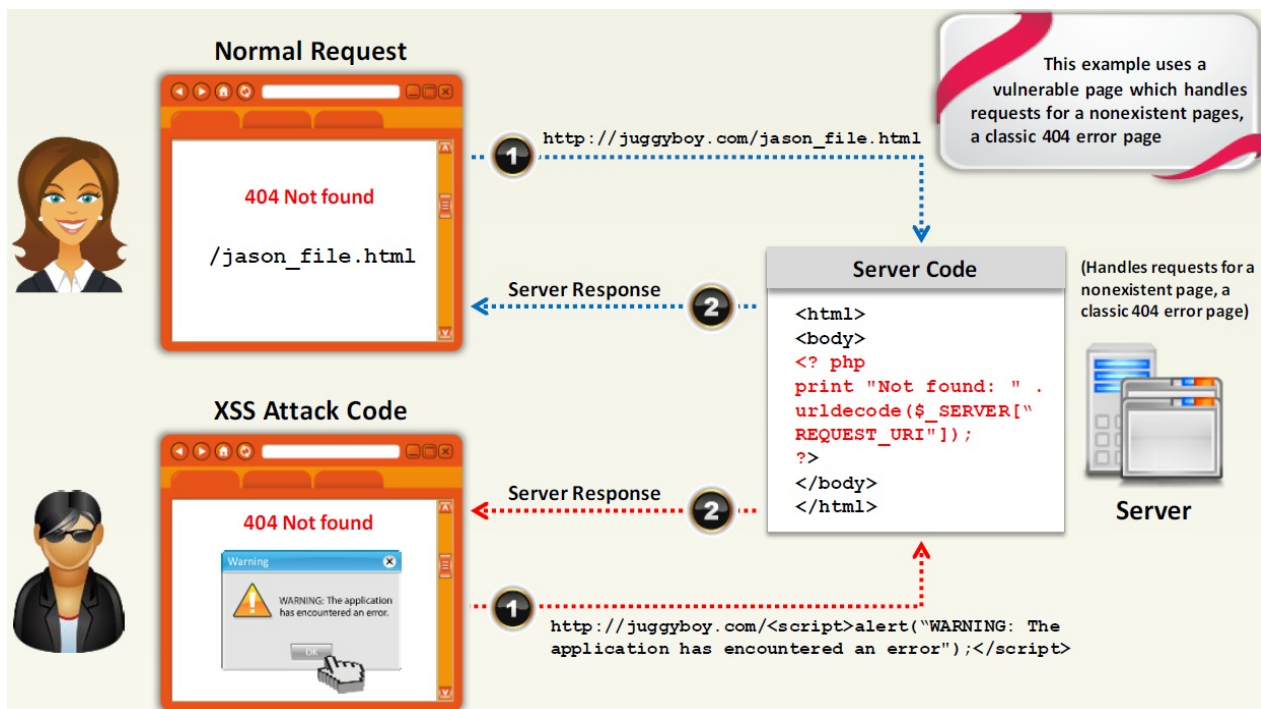 Normal Request
This example uses a
vulnerable page which handles
requests for a nonexistent pages,
a classic 404 error page
1
http://juggyboy.com/jason_file.html
404 Not found
/jason_file.html
Server Response
2
Server Code
<html>
<body>
<? php
print "Not found: " .
urldecode($_SERVER[“
REQUEST_URI"]);
?>
</body>
</html>
(Handles requests for a
nonexistent page, a
classic 404 error page)
Server
XSS Attack Code
404 Not found
Warning
WARNING: The application
has encountered an error.
OK
Server Response
2
1
http://juggyboy.com/<script>alert(“WARNING: The
application has encountered an error");</script>